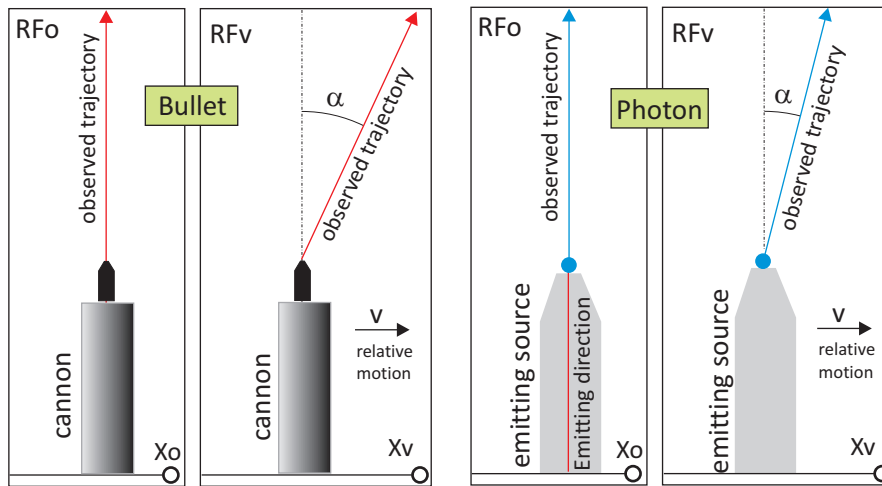 RFo
observed trajectory
cannon
Xo
Bullet
RFv
α
observed trajectory
cannon
v
relative
motion
Xv
RFo
observed trajectory
emitting source
Emitting direction
Xo
Photon
RFv
α
observed trajectory
emitting source
v
relative
motion
Xv